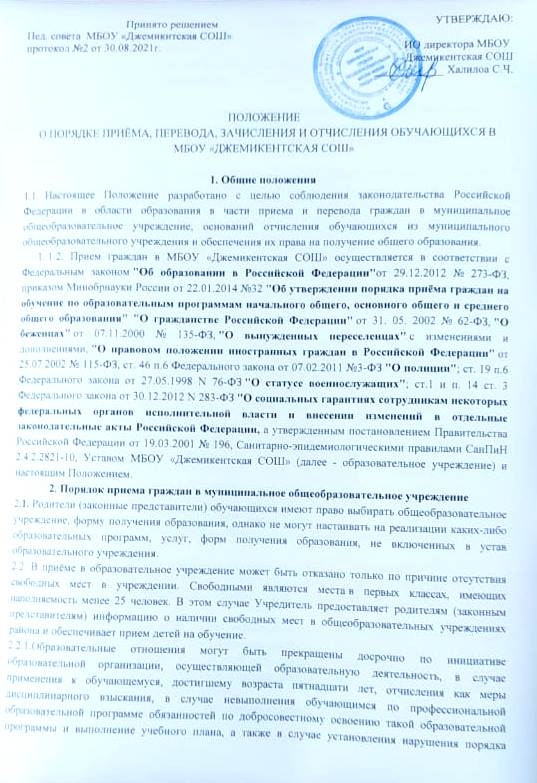 Принято решением
Пед. совета МБОУ «Джемикитская СОШ»
протокол №2 от 30.08.2021г.
УТВЕРЖДАЮ:
ИО директора МБОУ
Джемикентская СОШ
Халилоа С.Ч.
ПОЛОЖЕНИЕ
О ПОРЯДКЕ ПРИЁМА, ПЕРЕВОДА, ЗАЧИСЛЕНИЯ И ОТЧИСЛЕНИЯ ОБУЧАЮЩИХСЯ В
МБОУ «ДЖЕМИКЕНТСКАЯ СОШ»
1. Общие положения
1.1. Настоящее Положение разработано с целью соблюдения законодательства Российской
Федерации в области образования в части приема и перевода граждан в муниципальное
общеобразовательное учреждение, оснований отчисления обучающихся из муниципального
общеобразовательного учреждения и обеспечения их права на получение общего образования.
1. 1.2. Прием граждан в МБОУ «Джемикентская СОШ» осуществляется в соответствии с
Федеральным законом "Об образовании в Российской Федерации"от 29.12.2012 № 273-ФЗ,
приказом Минобрнауки России от 22.01.2014 №32 "Об утверждении порядка приёма граждан на
обучение по образовательным программам начального общего, основного общего и среднего
общего образования" "О гражданстве Российской Федерации" от 31. 05. 2002 № 62-ФЗ, "О
беженцах" от 07.11.2000 № 135-ФЗ, "О вынужденных переселенцах" с изменениями и
дополнениями, "О правовом положении иностранных граждан в Российской Федерации" от
25.07.2002 № 115-ФЗ, ст. 46 п.6 Федерального закона от 07.02.2011 №3-ФЗ "О полиции"; ст. 19 п.6
Федерального закона от 27.05.1998 N 76-ФЗ "О статусе военнослужащих"; ст.1 и п. 14 ст. 3
Федерального закона от 30.12.2012 N 283-ФЗ "О социальных гарантиях сотрудникам некоторых
федеральных органов исполнительной власти и внесении изменений в отдельные
законодательные акты Российской Федерации, а утвержденным постановлением Правительства
Российской Федерации от 19.03.2001 № 196, Санитарно-эпидемиологическими правилами СанПиН
2.4.2.2821-10, Уставом МБОУ «Джемикентская СОШ» (далее - образовательное учреждение) и
настоящим Положением.
2. Порядок приема граждан в муниципальное общеобразовательное учреждение
2.1. Родители (законные представители) обучающихся имеют право выбирать общеобразовательное
учреждение, форму получения образования, однако не могут настаивать на реализации каких-либо
образовательных программ, услуг, форм получения образования, не включенных в устав
образовательного учреждения.
2.2. В приёме в образовательное учреждение может быть отказано только по причине отсутствия
свободных мест в учреждении. Свободными являются места в первых классах, имеющих
наполняемость менее 25 человек. В этом случае Учредитель предоставляет родителям (законным
представителям) информацию о наличии свободных мест в общеобразовательных учреждениях
района и обеспечивает прием детей на обучение.
2.2.1.Образовательные отношения могут быть прекращены досрочно по инициативе
образовательной организации, осуществляющей образовательную деятельность, в случае
применения к обучающемуся, достигшему возраста пятнадцати лет, отчисления как меры
дисциплинарного взыскания, в случае невыполнения обучающимся по профессиональной
образовательной программе обязанностей по добросовестному освоению такой образовательной
программы и выполнение учебного плана, а также в случае установления нарушения порядка